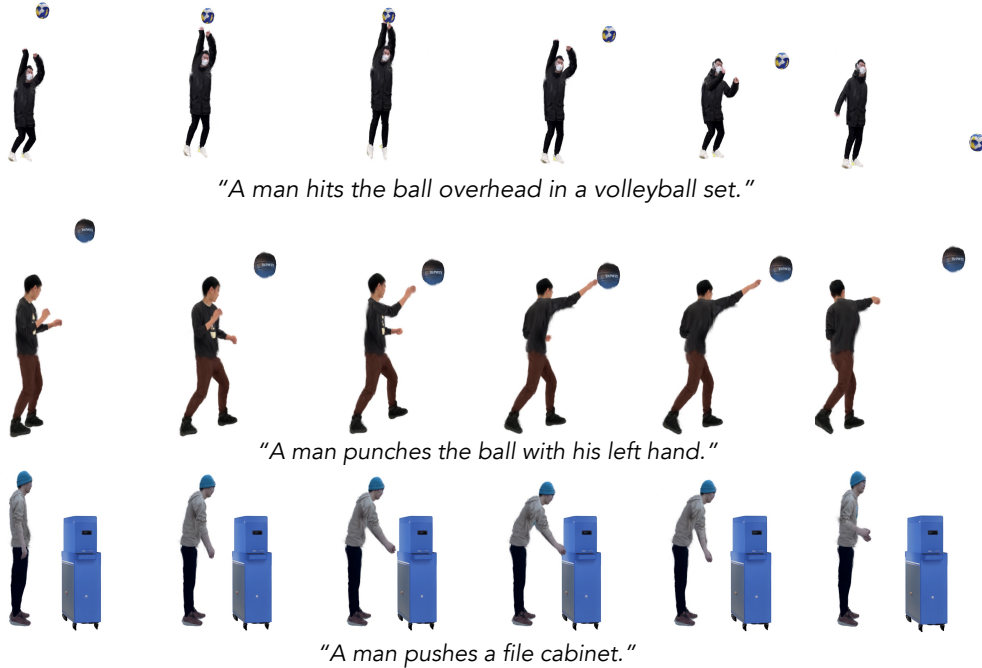 “A man hits the ball overhead in a volleyball set.”
“A man punches the ball with his left hand.”
“A man pushes a file cabinet.”